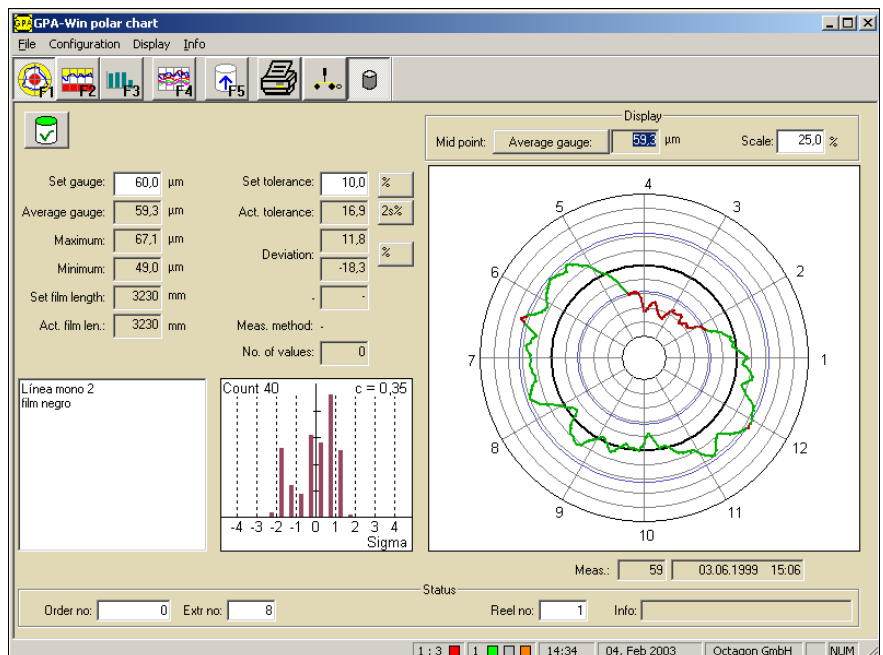 GPA GPA-Win polar chart
File Configuration Display Info
F1 F2 F3 F4 F5
Display
Mid point: Average gauge: 59,3 µm Scale: 25,0 %
Set gauge: 60,0 µm Set tolerance: 10,0 %
Average gauge: 59,3 µm Act. tolerance: 16,9 2s%
Maximum: 67,1 µm Deviation: 11,8 %
Minimum: 49,0 µm -18,3
Set film length: 3230 mm - -
Act. film len.: 3230 mm Meas. method: -
No. of values: 0
Línea mono 2
film negro
Count 40 c = 0,35
-4 -3 -2 -1 0 1 2 3 4
Sigma
4
5 3
6 2
7 1
8 12
9 11
10
Meas.: 59 03.06.1999 15:06
Status
Order no: 0 Extr no: 8 Reel no: 1 Info:
1 : 3 1 14:34 04. Feb 2003 Octagon GmbH NUM